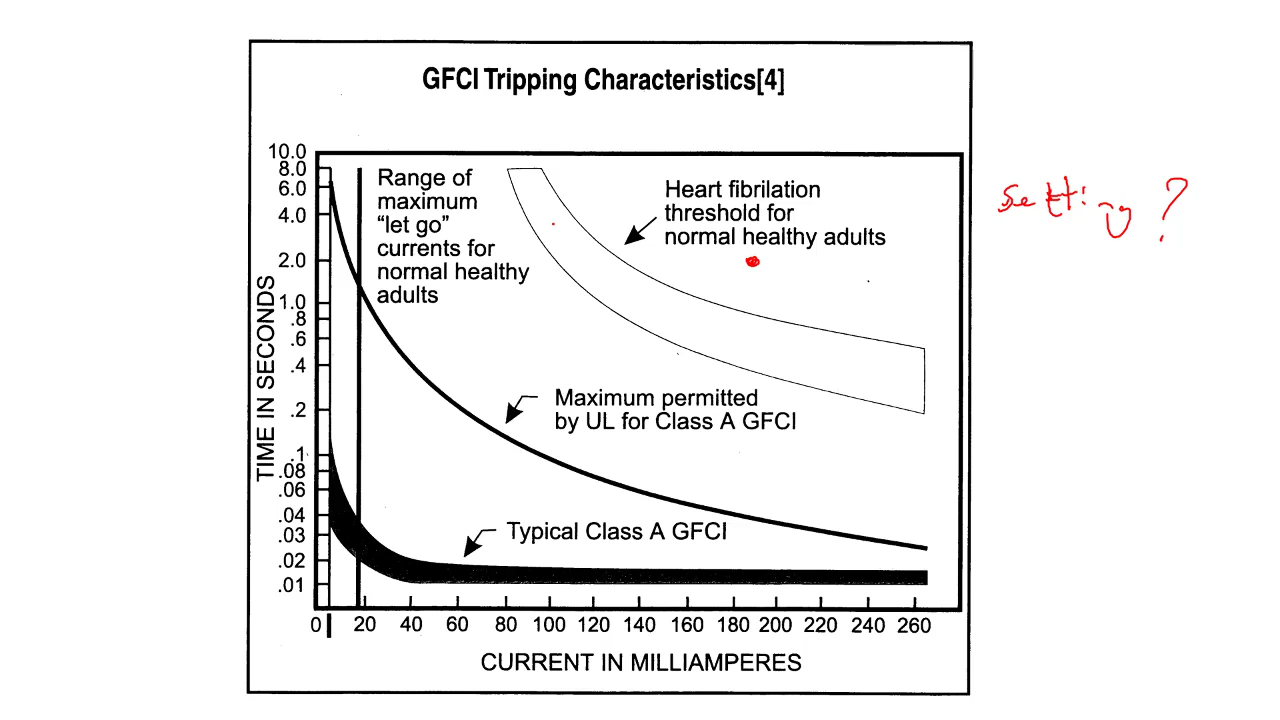 GFCI Tripping Characteristics[4]
10.0
8.0
6.0
4.0
2.0
1.0
.8
.6
.4
.2
.1
.08
.06
.04
.03
.02
.01
TIME IN SECONDS
Range of
maximum
“let go”
currents for
normal healthy
adults
Heart fibrilation
threshold for
normal healthy adults
setting ?
Maximum permitted
by UL for Class A GFCI
Typical Class A GFCI
0 20 40 60 80 100 120 140 160 180 200 220 240 260
CURRENT IN MILLIAMPERES